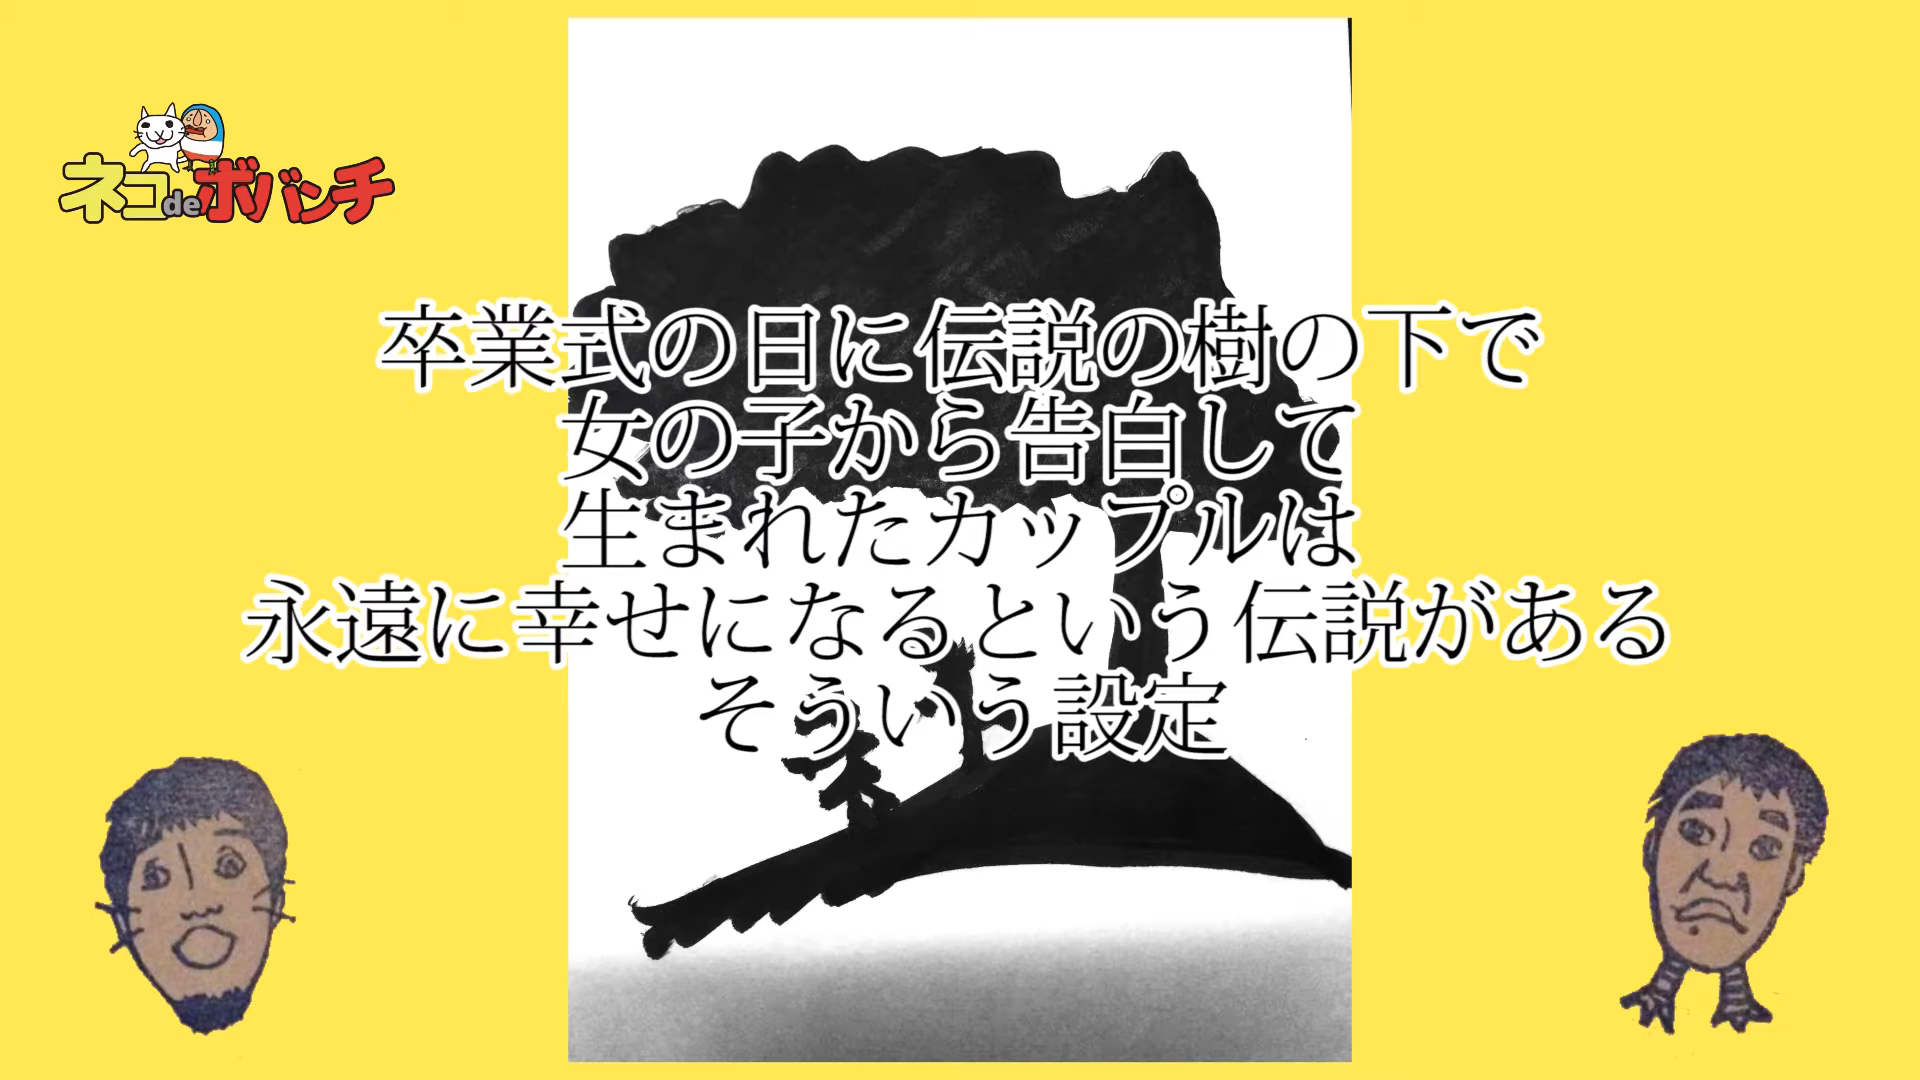 ネコdeボバンチ
卒業式の日に伝説の樹の下で
女の子から告白して
生まれたカップルは
永遠に幸せになるという伝説がある
そういう設定